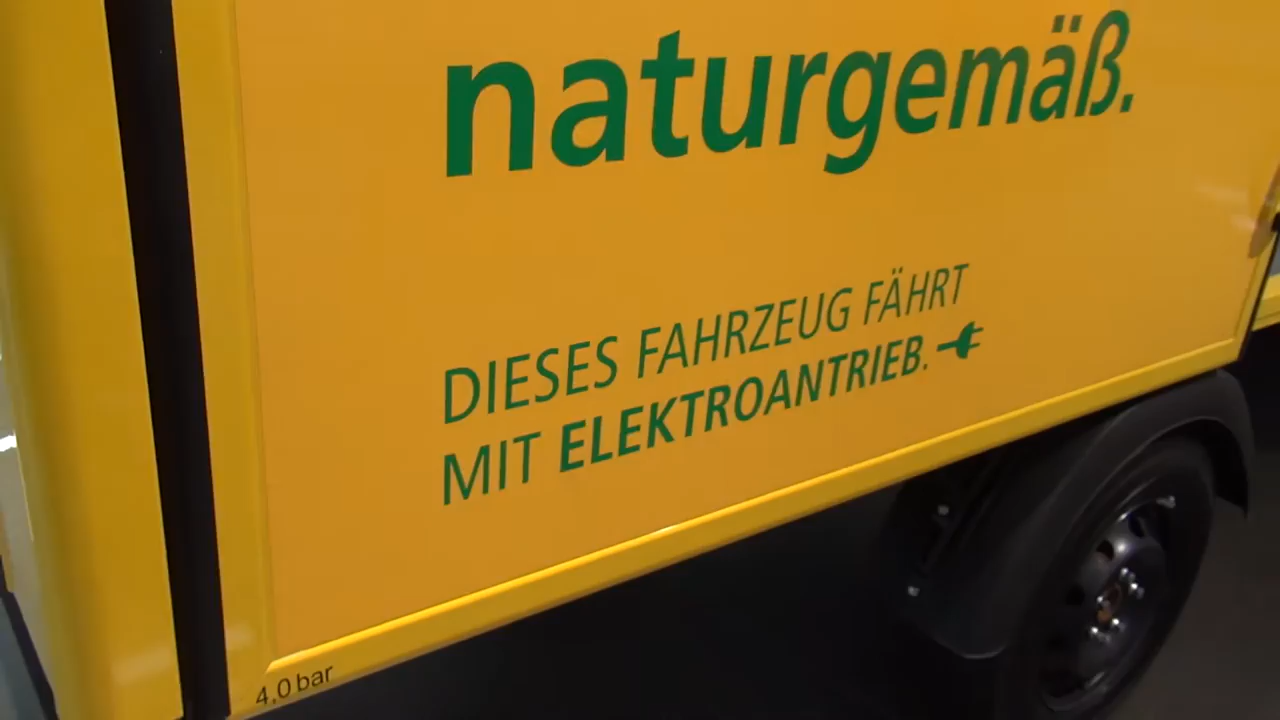 naturgemäß.
DIESES FAHRZEUG FÄHRT
MIT ELEKTROANTRIEB.
4,0 bar